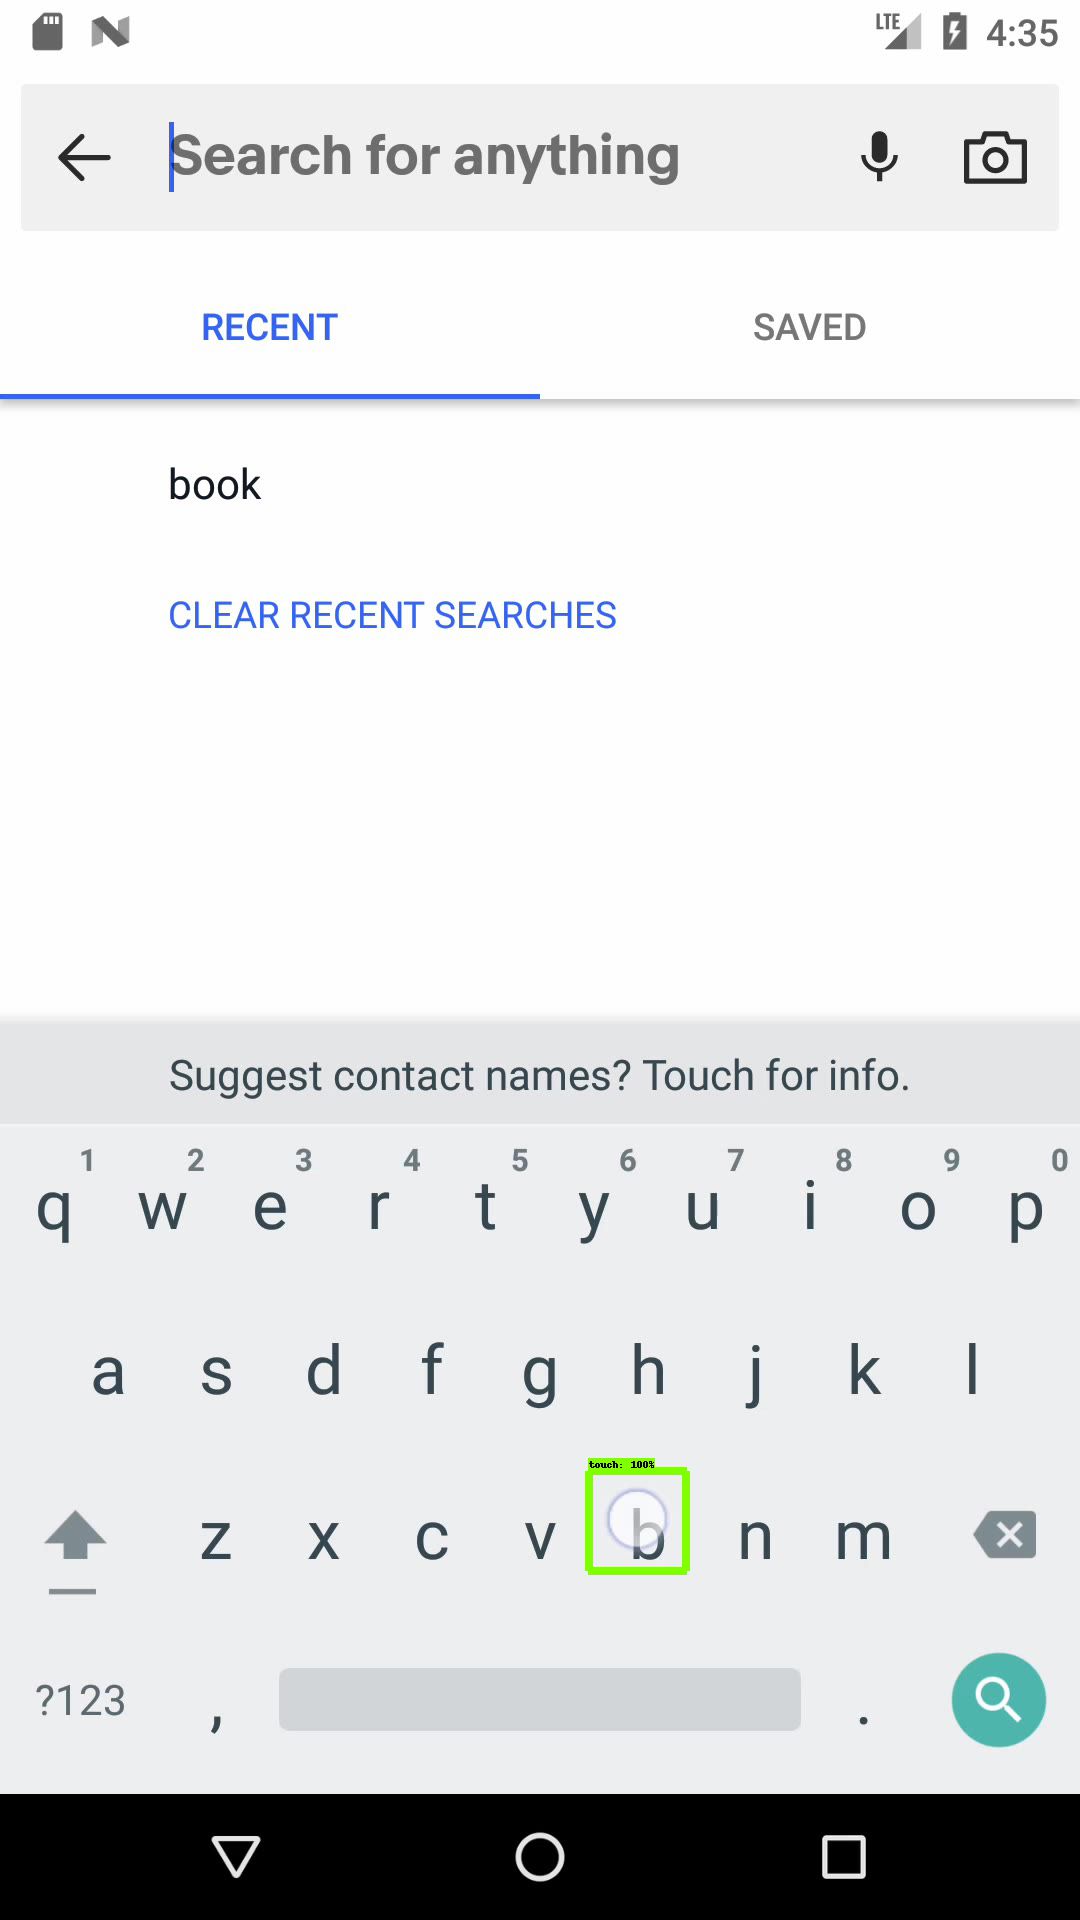 LTE 4:35
Search for anything
RECENT SAVED
book
CLEAR RECENT SEARCHES
Suggest contact names? Touch for info.
1 2 3 4 5 6 7 8 9 0
q w e r t y u i o p
a s d f g h j k l
touch: 100%
z x c v b n m
?123 , .